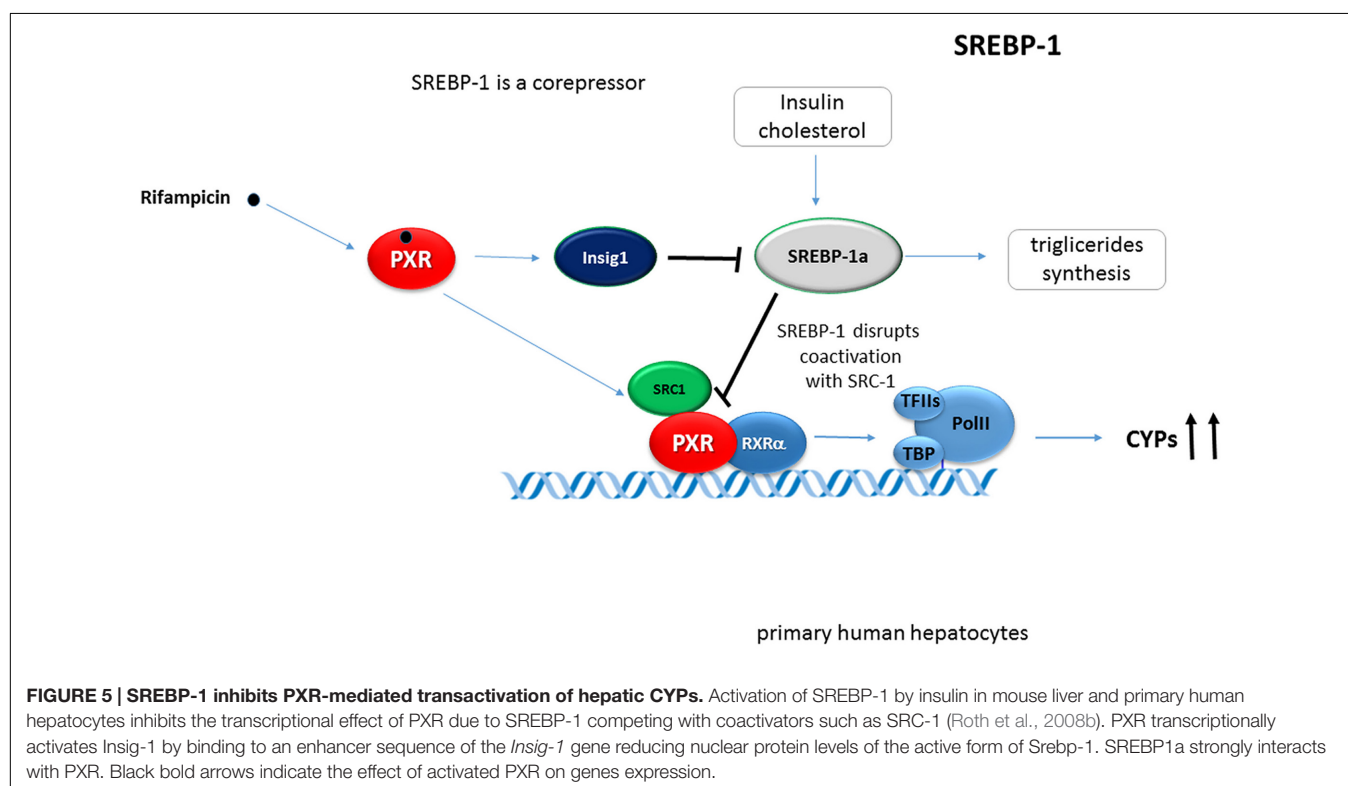 SREBP-1
SREBP-1 is a corepressor
Insulin
cholesterol
Rifampicin
PXR
Insig1
SREBP-1a
triglicerides
synthesis
SREBP-1 disrupts
coactivation
with SRC-1
SRC1
PXR
RXRα
TFIIs
PolII
TBP
CYPs
primary human hepatocytes
FIGURE 5 | SREBP-1 inhibits PXR-mediated transactivation of hepatic CYPs. Activation of SREBP-1 by insulin in mouse liver and primary human
hepatocytes inhibits the transcriptional effect of PXR due to SREBP-1 competing with coactivators such as SRC-1 (Roth et al., 2008b). PXR transcriptionally
activates Insig-1 by binding to an enhancer sequence of the Insig-1 gene reducing nuclear protein levels of the active form of Srebp-1. SREBP1a strongly interacts
with PXR. Black bold arrows indicate the effect of activated PXR on genes expression.